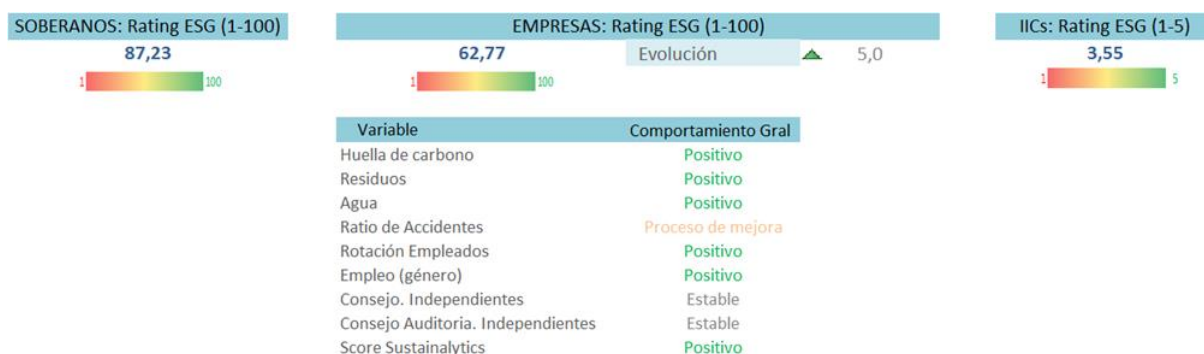 SOBERANOS: Rating ESG (1-100)
87,23
1 100
EMPRESAS: Rating ESG (1-100)
62,77 Evolución 5,0
1 100
IICs: Rating ESG (1-5)
3,55
1 5
Variable Comportamiento Gral
Huella de carbono Positivo
Residuos Positivo
Agua Positivo
Ratio de Accidentes Proceso de mejora
Rotación Empleados Positivo
Empleo (género) Positivo
Consejo. Independientes Estable
Consejo Auditoria. Independientes Estable
Score Sustainalytics Positivo